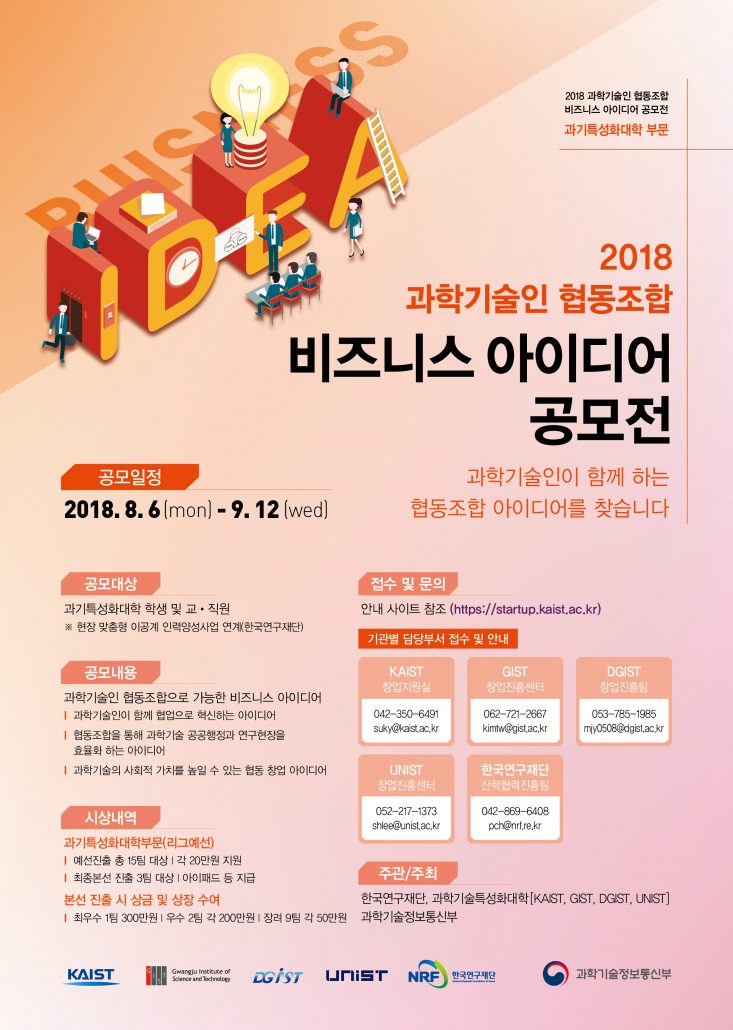 BUISNESS
IDEA
2018 과학기술인 협동조합
비즈니스 아이디어 공모전
과기특성화대학 부문
2018
과학기술인 협동조합
비즈니스 아이디어
공모전
과학기술인이 함께 하는
협동조합 아이디어를 찾습니다
공모일정
2018. 8. 6 (mon) - 9. 12 (wed)
공모대상
과기특성화대학 학생 및 교・직원
※ 현장 맞춤형 이공계 인력양성사업 연계(한국연구재단)
공모내용
과학기술인 협동조합으로 가능한 비즈니스 아이디어
과학기술인이 함께 협업으로 혁신하는 아이디어
협동조합을 통해 과학기술 공공행정과 연구현장을
효율화 하는 아이디어
과학기술의 사회적 가치를 높일 수 있는 협동 창업 아이디어
시상내역
과기특성화대학부문(리그예선)
예선진출 총 15팀 대상 | 각 20만원 지원
최종본선 진출 3팀 대상 | 아이패드 등 지급
본선 진출 시 상금 및 상장 수여
최우수 1팀 300만원 | 우수 2팀 각 200만원 | 장려 9팀 각 50만원
접수 및 문의
안내 사이트 참조 (https://startup.kaist.ac.kr)
기관별 담당부서 접수 및 안내
KAIST
창업지원실
042-350-6491
suky@kaist.ac.kr
GIST
창업진흥센터
062-721-2667
kimtw@gist.ac.kr
DGIST
창업진흥팀
053-785-1985
mjy0508@dgist.ac.kr
UNIST
창업진흥센터
052-217-1373
shlee@unist.ac.kr
한국연구재단
산학협력진흥팀
042-869-6408
pch@nrf.re.kr
주관/주최
한국연구재단, 과학기술특성화대학[KAIST, GIST, DGIST, UNIST]
과학기술정보통신부
KAIST
GIST
Gwangju Institute of
Science and Technology
DGIST
UNIST
NRF 한국연구재단
과학기술정보통신부